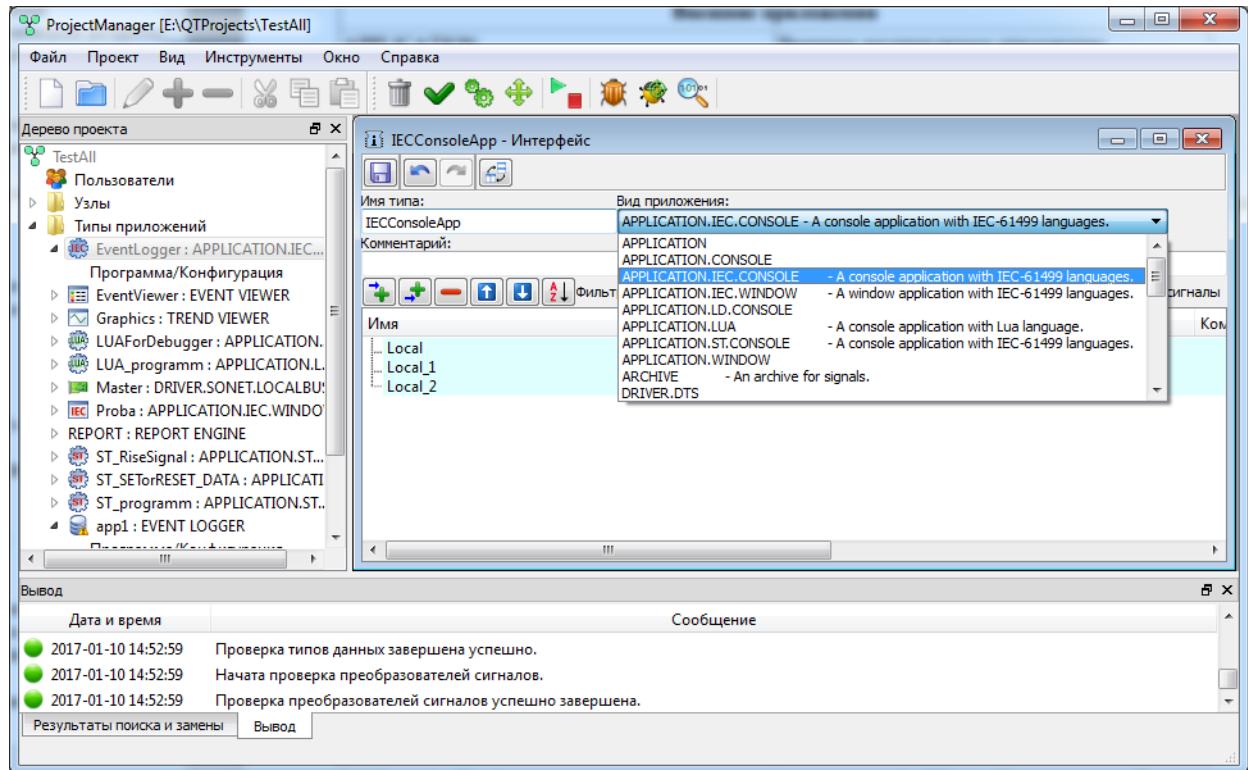 ProjectManager [E:\QTProjects\TestAll]
Файл Проект Вид Инструменты Окно Справка
Дерево проекта
TestAll
Пользователи
Узлы
Типы приложений
EventLogger : APPLICATION.IEC...
Программа/Конфигурация
EventViewer : EVENT VIEWER
Graphics : TREND VIEWER
LUAForDebugger : APPLICATION.
LUA_programm : APPLICATION.L.
Master : DRIVER.SONET.LOCALBU
Proba : APPLICATION.IEC.WINDO
REPORT : REPORT ENGINE
ST_RiseSignal : APPLICATION.ST...
ST_SETorRESET_DATA : APPLICATI
ST_programm : APPLICATION.ST..
app1 : EVENT LOGGER
IECConsoleApp - Интерфейс
Имя типа: Вид приложения:
IECConsoleApp APPLICATION.IEC.CONSOLE - A console application with IEC-61499 languages.
Комментарий:
APPLICATION
APPLICATION.CONSOLE
APPLICATION.IEC.CONSOLE - A console application with IEC-61499 languages.
APPLICATION.IEC.WINDOW - A window application with IEC-61499 languages.
APPLICATION.LD.CONSOLE
APPLICATION.LUA - A console application with Lua language.
APPLICATION.ST.CONSOLE - A console application with IEC-61499 languages.
APPLICATION.WINDOW
ARCHIVE - An archive for signals.
DRIVER.DTS
Фильт сигналы
Имя Ком
Local
Local_1
Local_2
Вывод
Дата и время Сообщение
2017-01-10 14:52:59 Проверка типов данных завершена успешно.
2017-01-10 14:52:59 Начата проверка преобразователей сигналов.
2017-01-10 14:52:59 Проверка преобразователей сигналов успешно завершена.
Результаты поиска и замены Вывод